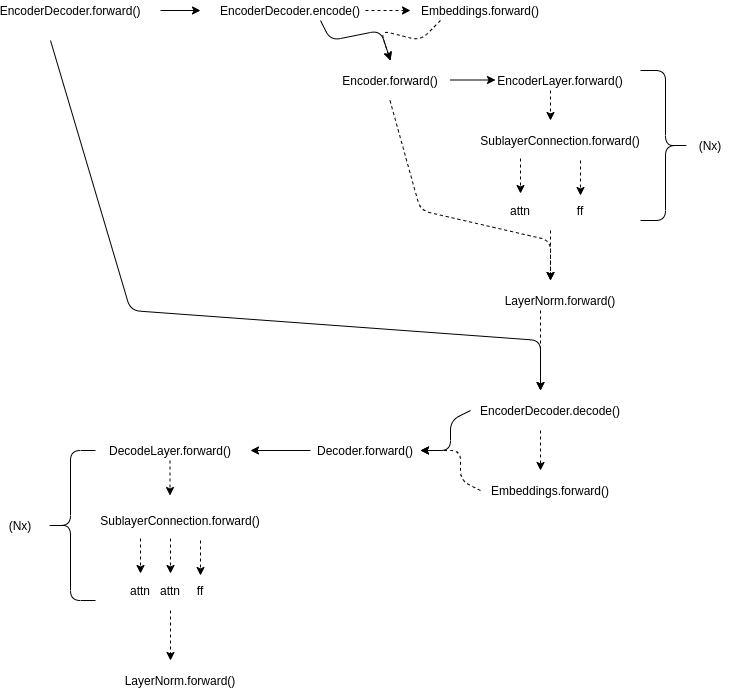 EncoderDecoder.forward()
EncoderDecoder.encode()
Embeddings.forward()
Encoder.forward()
EncoderLayer.forward()
SublayerConnection.forward()
(Nx)
attn
ff
LayerNorm.forward()
EncoderDecoder.decode()
DecodeLayer.forward()
Decoder.forward()
Embeddings.forward()
SublayerConnection.forward()
(Nx)
attn
attn
ff
LayerNorm.forward()